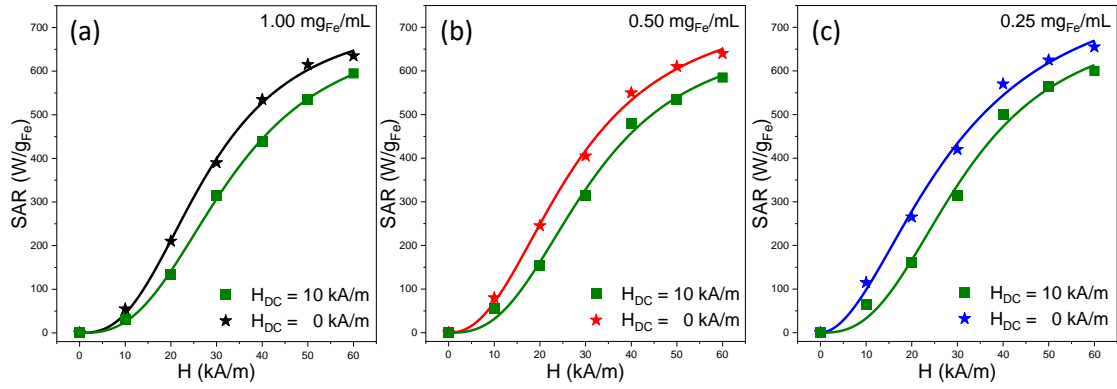 (a)
1.00 mgFe/mL
SAR (W/gFe)
700
600
500
400
300
200
100
0
HDC = 10 kA/m
HDC = 0 kA/m
0 10 20 30 40 50 60
H (kA/m)
(b)
0.50 mgFe/mL
SAR (W/gFe)
700
600
500
400
300
200
100
0
HDC = 10 kA/m
HDC = 0 kA/m
0 10 20 30 40 50 60
H (kA/m)
(c)
0.25 mgFe/mL
SAR (W/gFe)
700
600
500
400
300
200
100
0
HDC = 10 kA/m
HDC = 0 kA/m
0 10 20 30 40 50 60
H (kA/m)